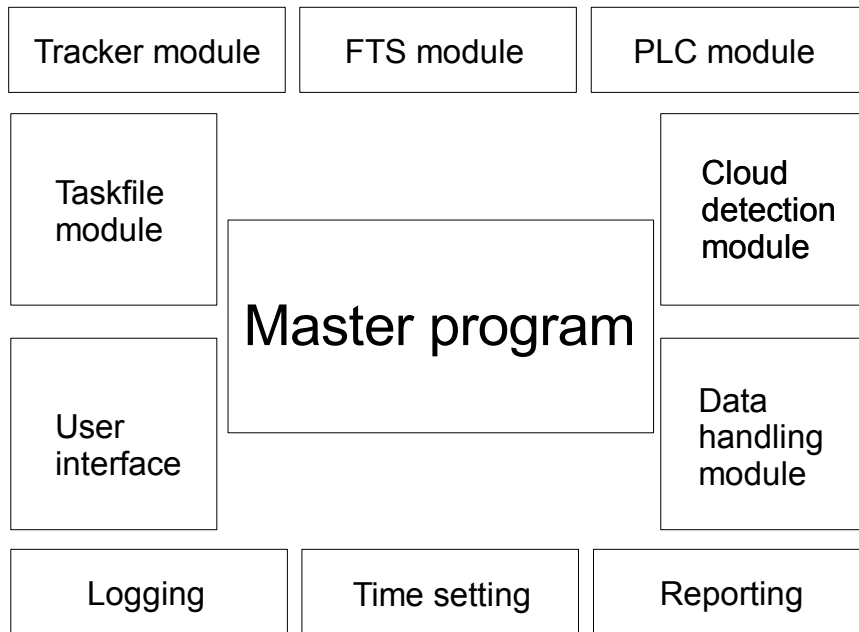 Tracker module
FTS module
PLC module
Taskfile
module
Cloud
detection
module
Master program
User
interface
Data
handling
module
Logging
Time setting
Reporting